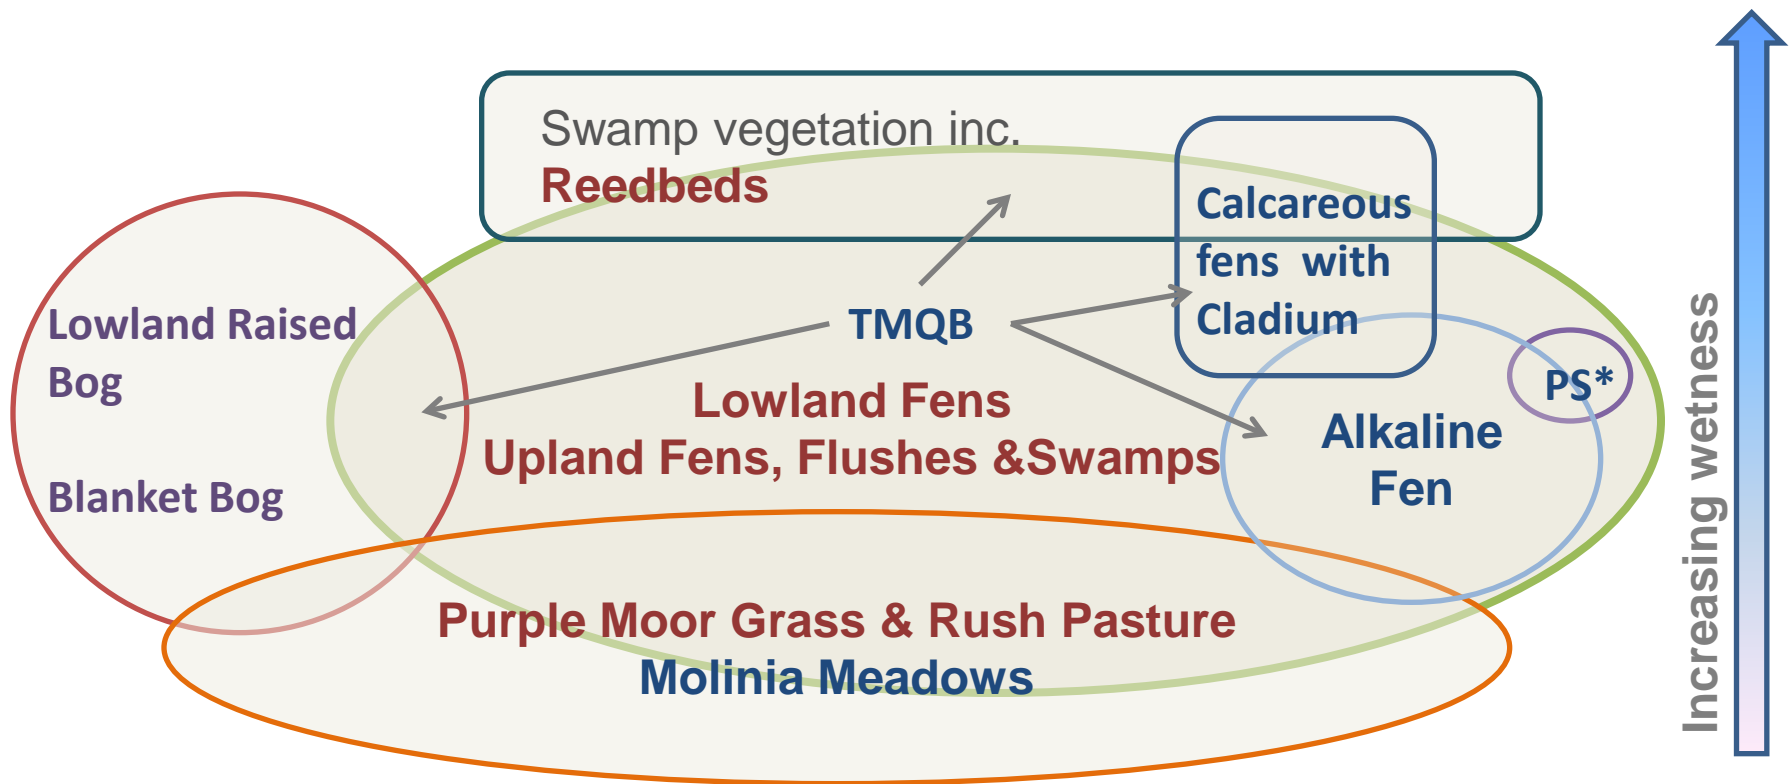 Swamp vegetation inc.
Reedbeds
Calcareous
fens with
Cladium
Lowland Raised
Bog
TMQB
PS*
Lowland Fens
Upland Fens, Flushes &Swamps
Alkaline
Fen
Blanket Bog
Purple Moor Grass & Rush Pasture
Molinia Meadows
Increasing wetness